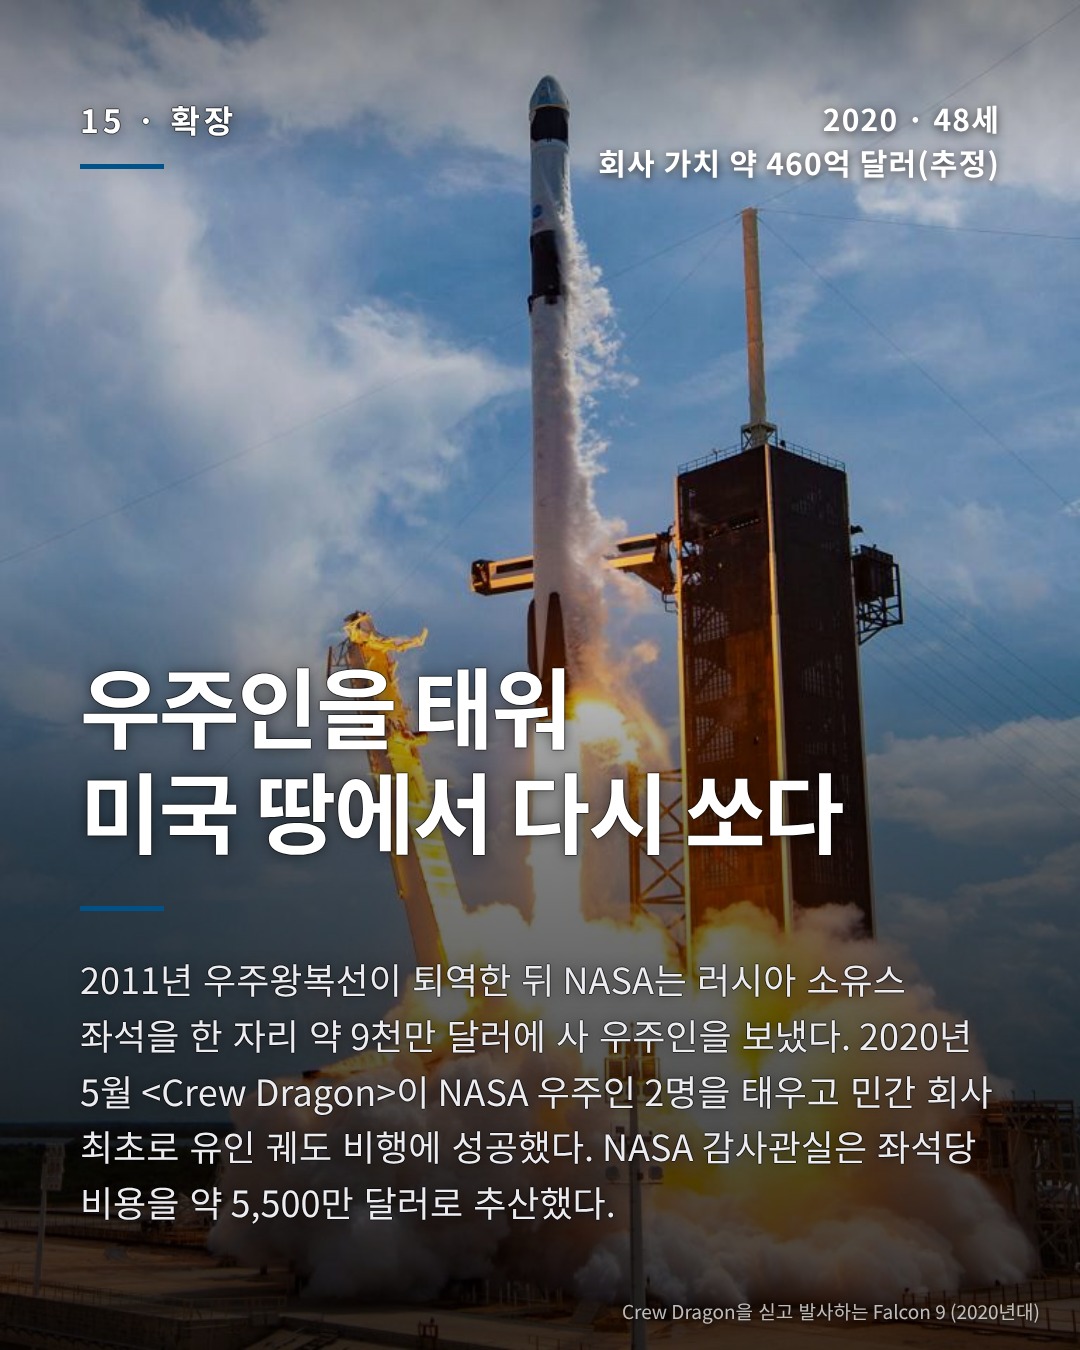 15 · 확장
2020 · 48세
회사 가치 약 460억 달러(추정)
우주인을 태워
미국 땅에서 다시 쏘다
2011년 우주왕복선이 퇴역한 뒤 NASA는 러시아 소유스
좌석을 한 자리 약 9천만 달러에 사 우주인을 보냈다. 2020년
5월 <Crew Dragon>이 NASA 우주인 2명을 태우고 민간 회사
최초로 유인 궤도 비행에 성공했다. NASA 감사관실은 좌석당
비용을 약 5,500만 달러로 추산했다.
Crew Dragon을 싣고 발사하는 Falcon 9 (2020년대)